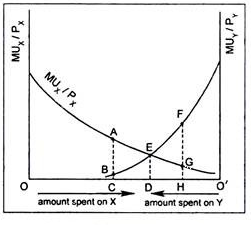 MUX/PX
MUY/PY
MUX/PX
A
F
E
B
G
O
C
D
H
O'
amount spent on X
amount spent on Y